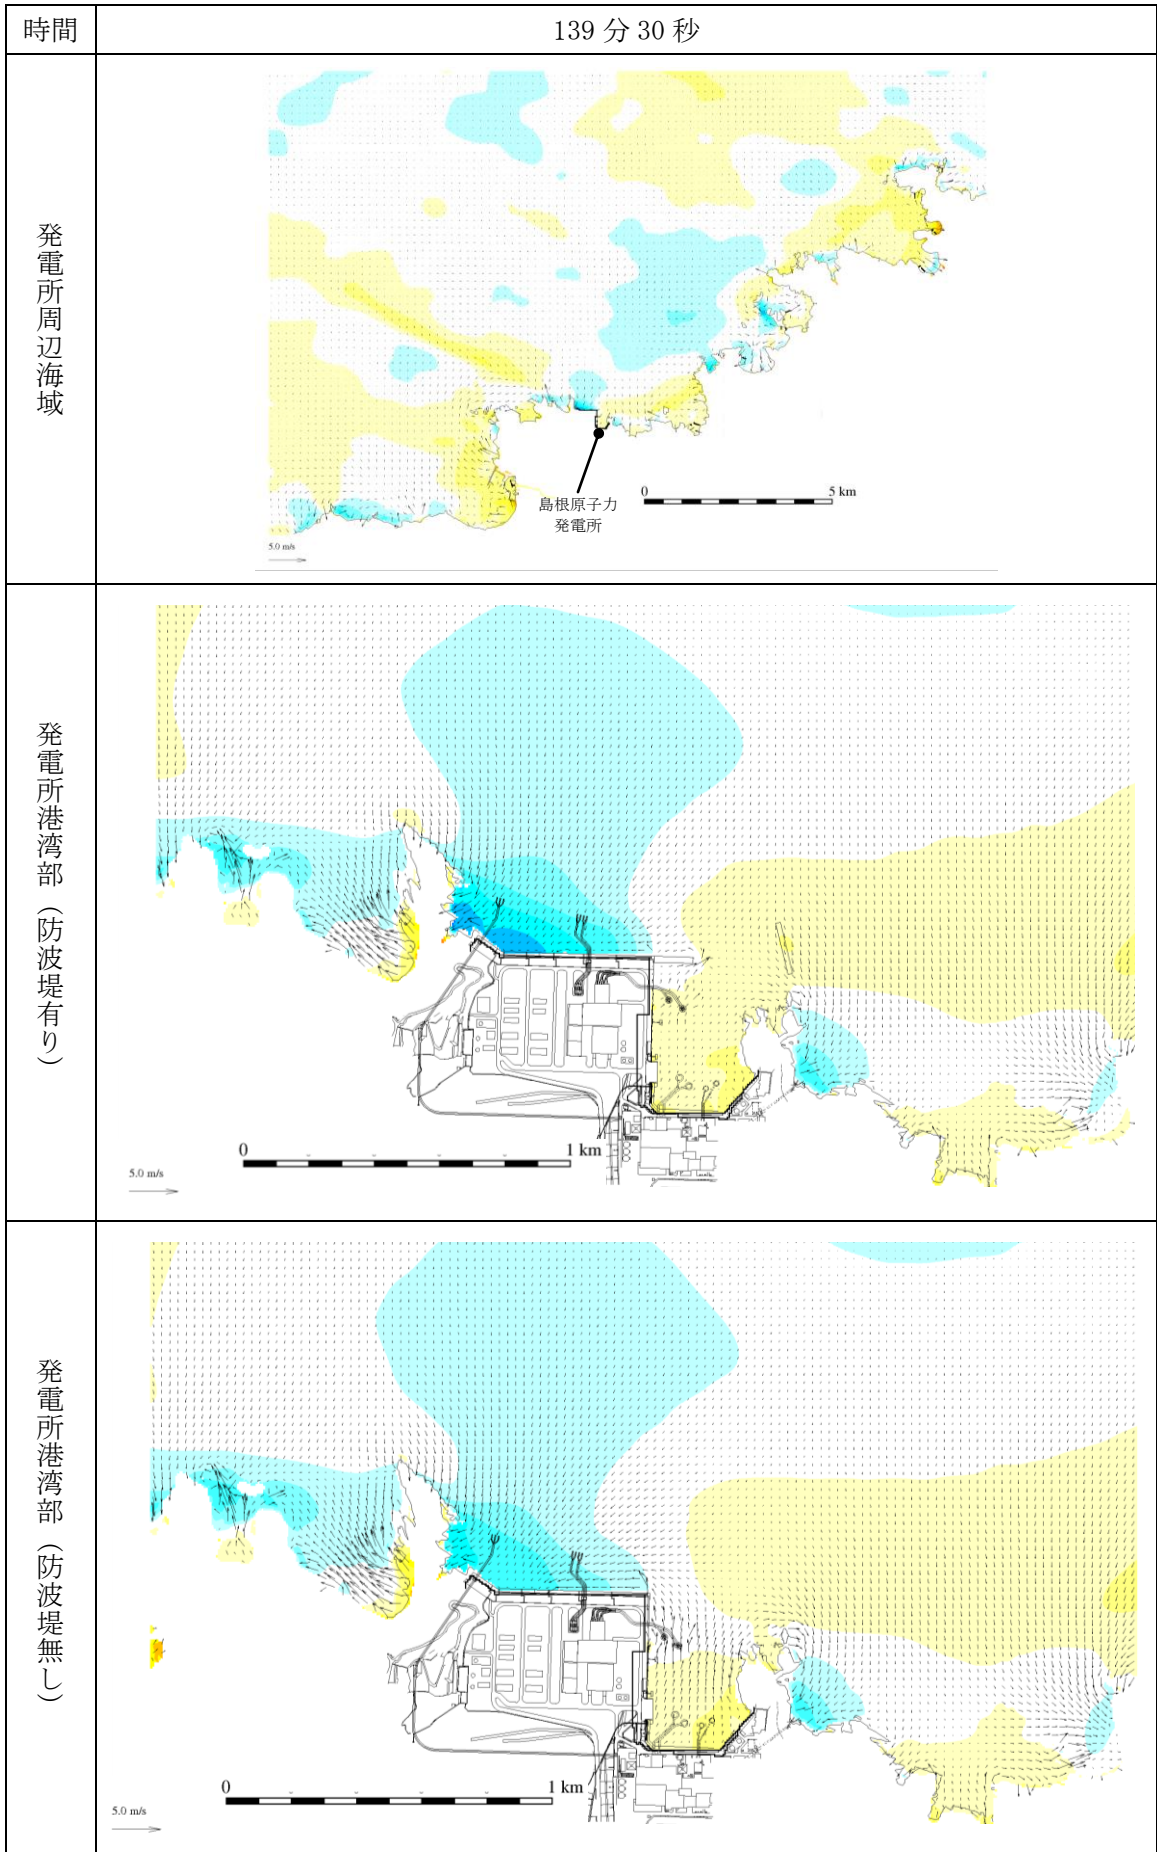 時間
139 分 30 秒
発電所周辺海域
島根原子力
発電所
0
5 km
5.0 m/s
発電所港湾部（防波堤有り）
0
1 km
5.0 m/s
発電所港湾部（防波堤無し）
0
1 km
5.0 m/s